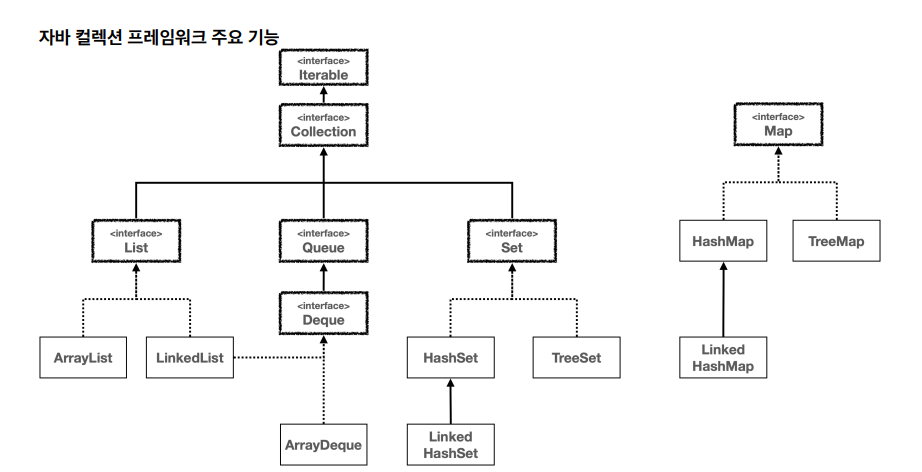 자바 컬렉션 프레임워크 주요 기능
<interface>
Iterable
<interface>
Collection
<interface>
Map
<interface>
List
<interface>
Queue
<interface>
Set
HashMap
TreeMap
<interface>
Deque
ArrayList
LinkedList
HashSet
TreeSet
Linked
HashMap
ArrayDeque
Linked
HashSet